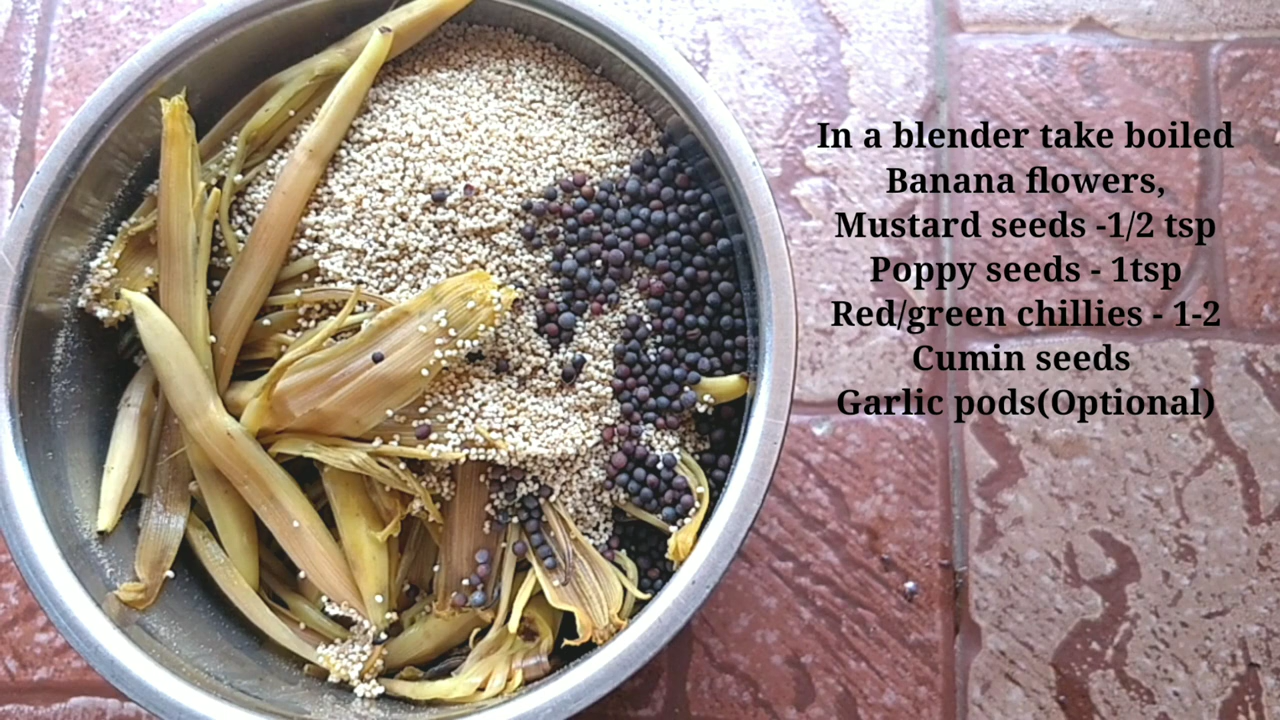 In a blender take boiled
Banana flowers,
Mustard seeds -1/2 tsp
Poppy seeds - 1tsp
Red/green chillies - 1-2
Cumin seeds
Garlic pods(Optional)